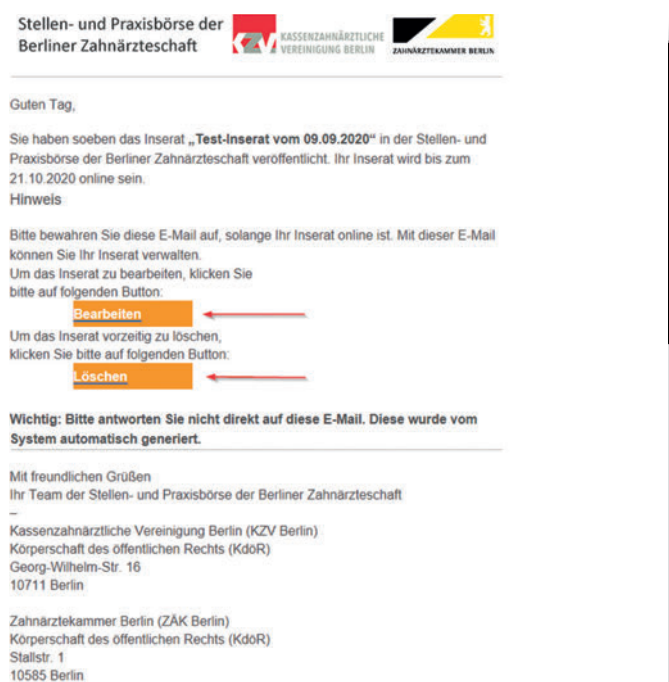 Stellen- und Praxisbörse der
Berliner Zahnärzteschaft
KZV KASSENZAHNÄRZTLICHE
VEREINIGUNG BERLIN
ZAHNÄRZTEKAMMER BERLIN
Guten Tag,
Sie haben soeben das Inserat „Test-Inserat vom 09.09.2020“ in der Stellen- und
Praxisbörse der Berliner Zahnärzteschaft veröffentlicht. Ihr Inserat wird bis zum
21.10.2020 online sein.
Hinweis
Bitte bewahren Sie diese E-Mail auf, solange Ihr Inserat online ist. Mit dieser E-Mail
können Sie Ihr Inserat verwalten.
Um das Inserat zu bearbeiten, klicken Sie
bitte auf folgenden Button:
Bearbeiten
Um das Inserat vorzeitig zu löschen,
klicken Sie bitte auf folgenden Button:
Löschen
Wichtig: Bitte antworten Sie nicht direkt auf diese E-Mail. Diese wurde vom
System automatisch generiert.
Mit freundlichen Grüßen
Ihr Team der Stellen- und Praxisbörse der Berliner Zahnärzteschaft
–
Kassenzahnärztliche Vereinigung Berlin (KZV Berlin)
Körperschaft des öffentlichen Rechts (KdöR)
Georg-Wilhelm-Str. 16
10711 Berlin
Zahnärztekammer Berlin (ZÄK Berlin)
Körperschaft des öffentlichen Rechts (KdöR)
Stallstr. 1
10585 Berlin